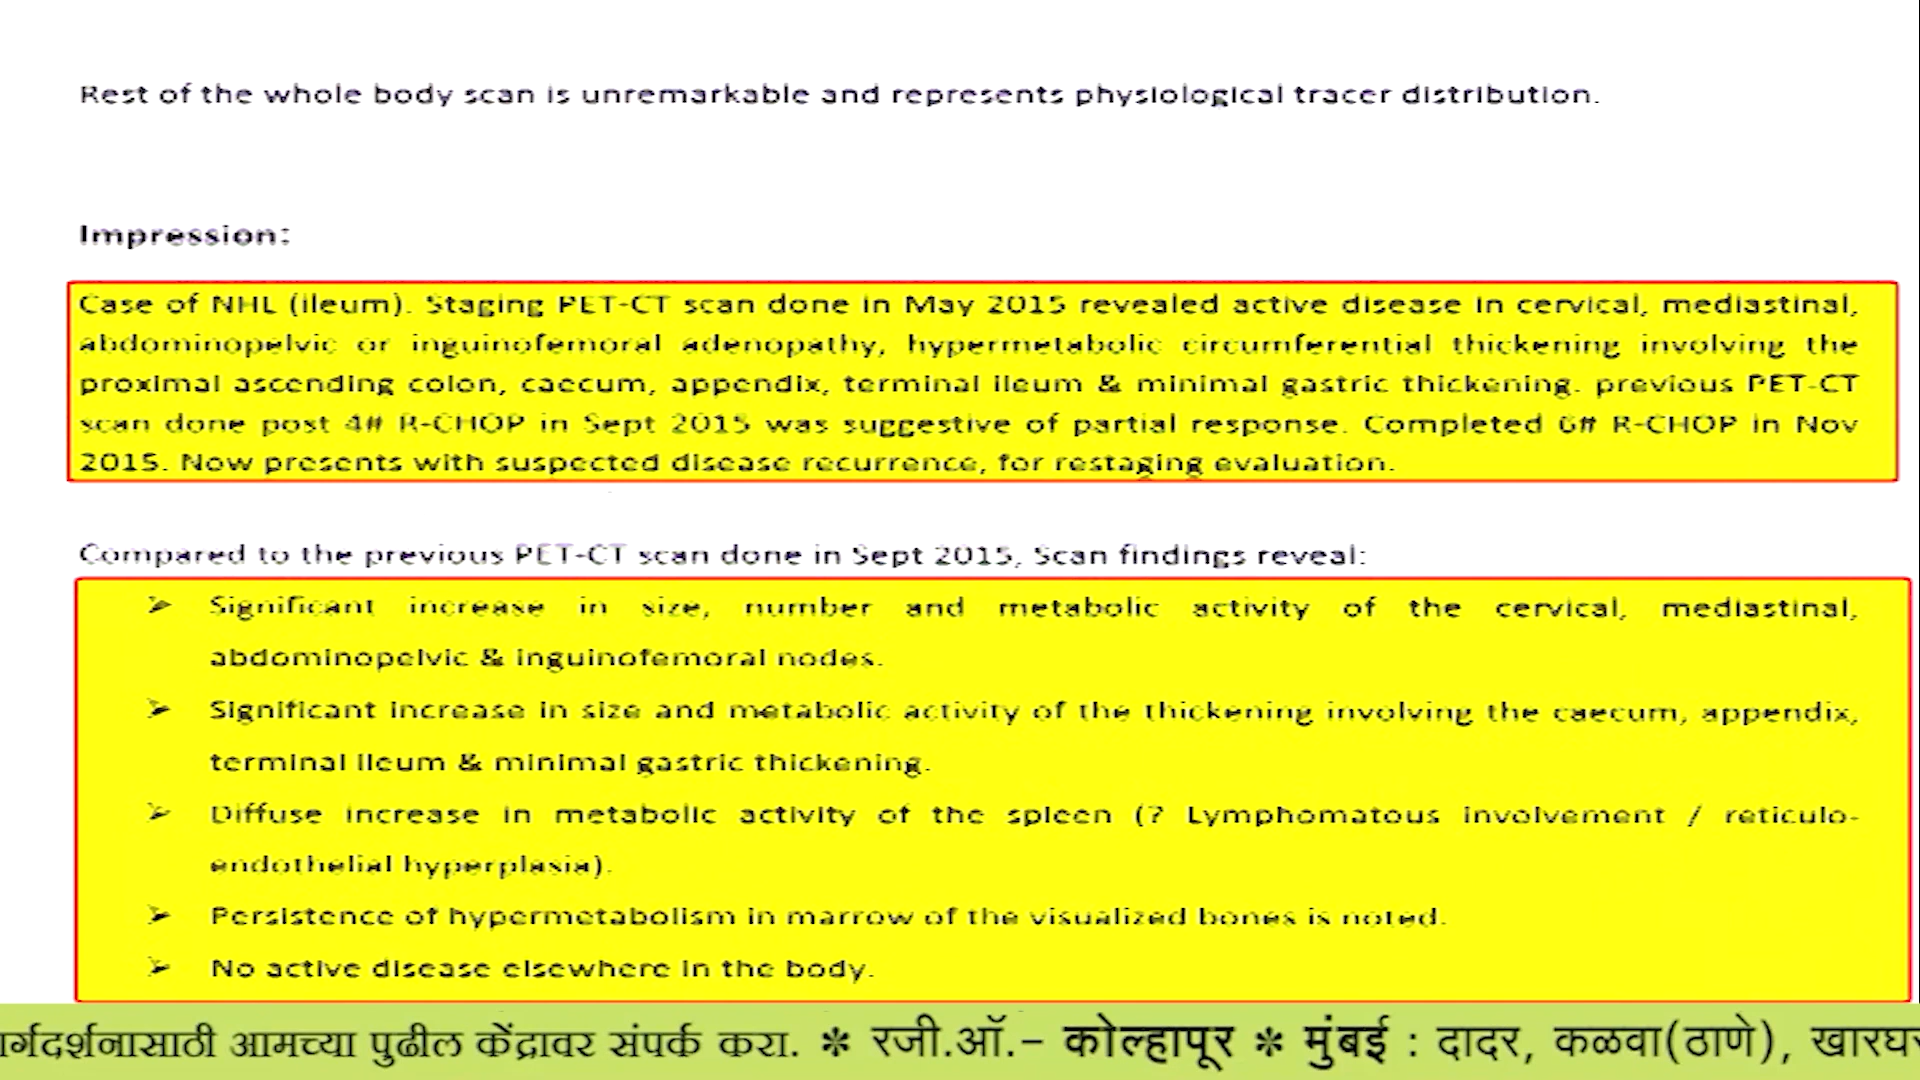 Rest of the whole body scan is unremarkable and represents physiological tracer distribution.
Impression:
Case of NHL (ileum). Staging PET-CT scan done in May 2015 revealed active disease in cervical, mediastinal,
abdominopelvic or inguinofemoral adenopathy, hypermetabolic circumferential thickening involving the
proximal ascending colon, caecum, appendix, terminal ileum & minimal gastric thickening. previous PET-CT
scan done post 4# R-CHOP in Sept 2015 was suggestive of partial response. Completed 6# R-CHOP in Nov
2015. Now presents with suspected disease recurrence, for restaging evaluation.
Compared to the previous PET-CT scan done in Sept 2015, Scan findings reveal:
➢ Significant increase in size, number and metabolic activity of the cervical, mediastinal,
abdominopelvic & inguinofemoral nodes.
➢ Significant increase in size and metabolic activity of the thickening involving the caecum, appendix,
terminal ileum & minimal gastric thickening.
➢ Diffuse increase in metabolic activity of the spleen (? Lymphomatous involvement / reticulo-
endothelial hyperplasia).
➢ Persistence of hypermetabolism in marrow of the visualized bones is noted.
➢ No active disease elsewhere in the body.
र्गदर्शनासाठी आमच्या पुढील केंद्रावर संपर्क करा. * रजी.ऑ.- कोल्हापूर * मुंबई : दादर, कळवा(ठाणे), खारघर